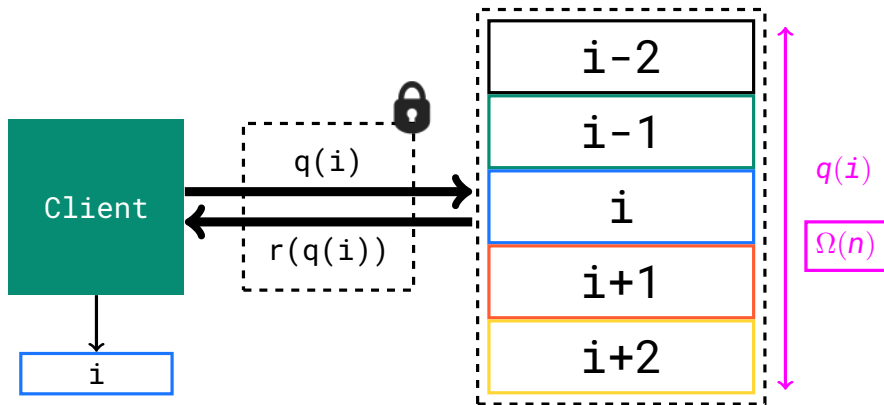 Client
i
q(i)
r(q(i))
i-2
i-1
i
i+1
i+2
q(i)
Ω(n)